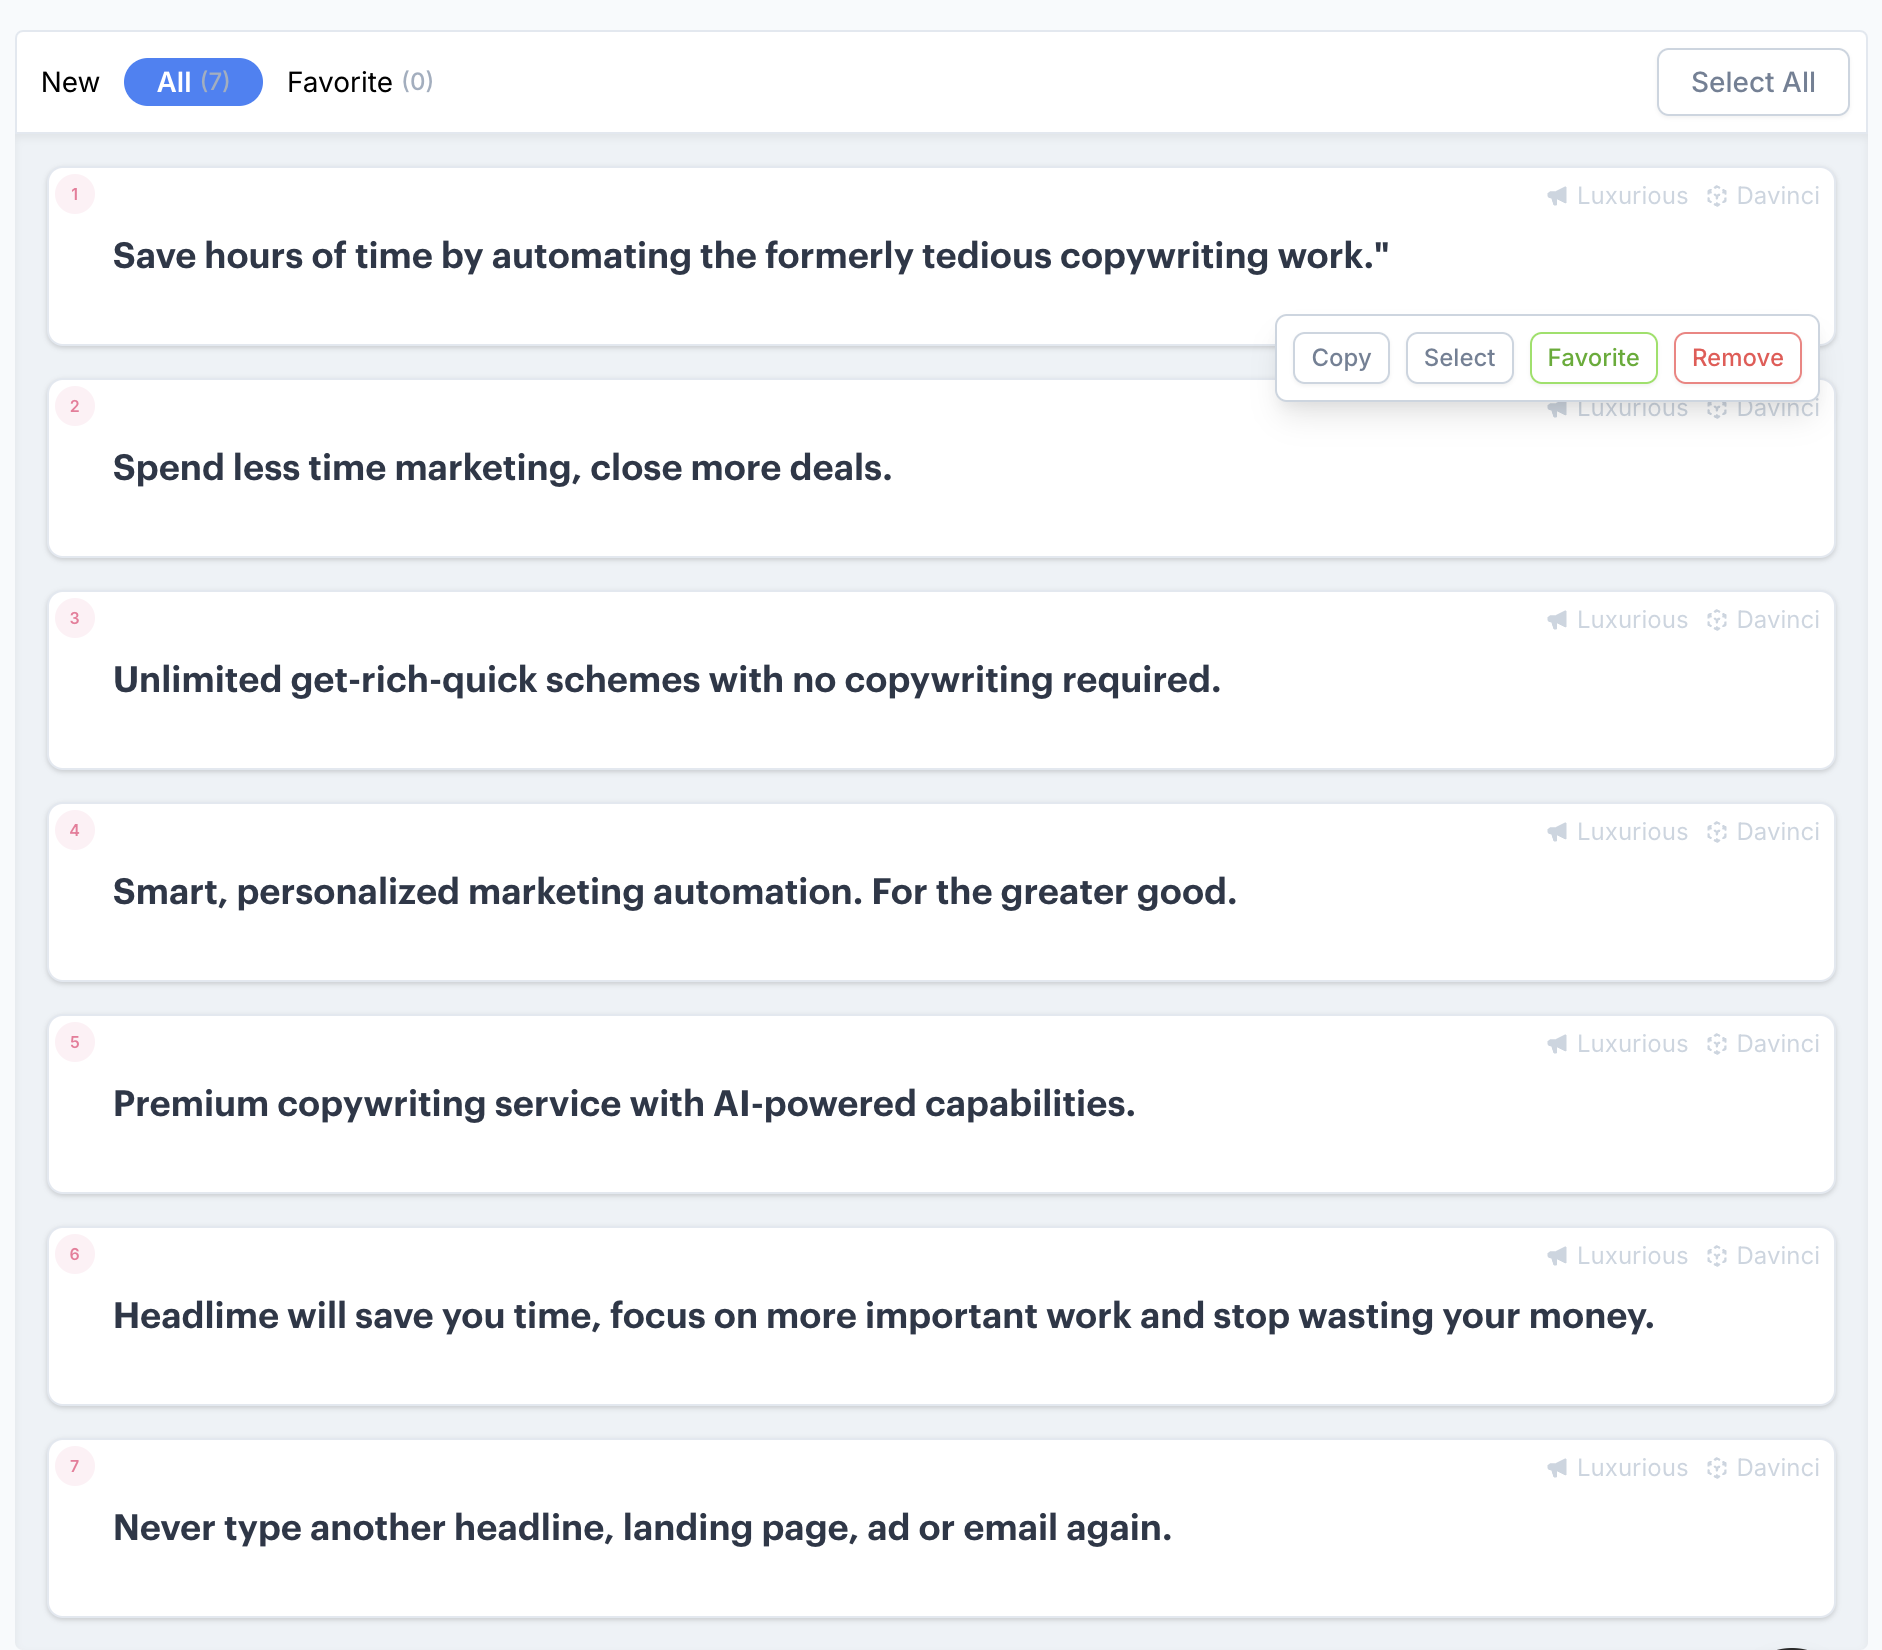 New All (7) Favorite (0) Select All
1 Luxurious Davinci
Save hours of time by automating the formerly tedious copywriting work."
Copy Select Favorite Remove
2 Luxurious Davinci
Spend less time marketing, close more deals.
3 Luxurious Davinci
Unlimited get-rich-quick schemes with no copywriting required.
4 Luxurious Davinci
Smart, personalized marketing automation. For the greater good.
5 Luxurious Davinci
Premium copywriting service with AI-powered capabilities.
6 Luxurious Davinci
Headlime will save you time, focus on more important work and stop wasting your money.
7 Luxurious Davinci
Never type another headline, landing page, ad or email again.